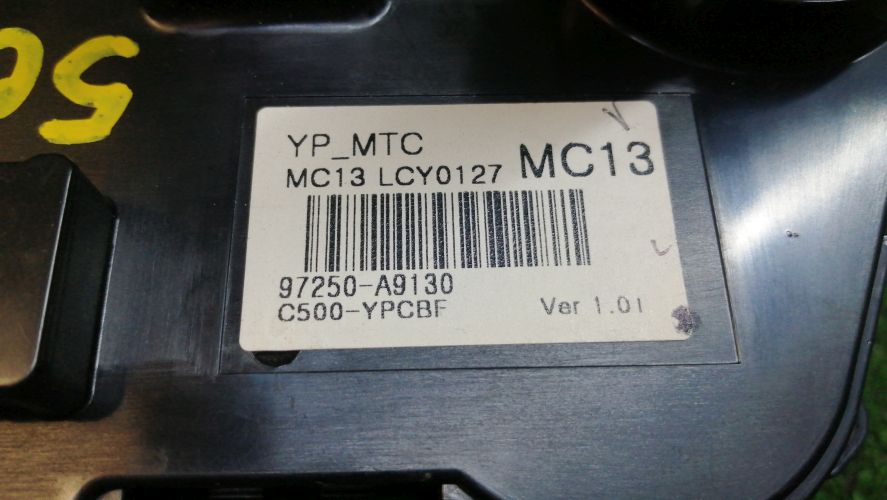 YP_MTC
MC13 LCY0127 MC13
97250-A9130
C500-YPCBF Ver 1.01